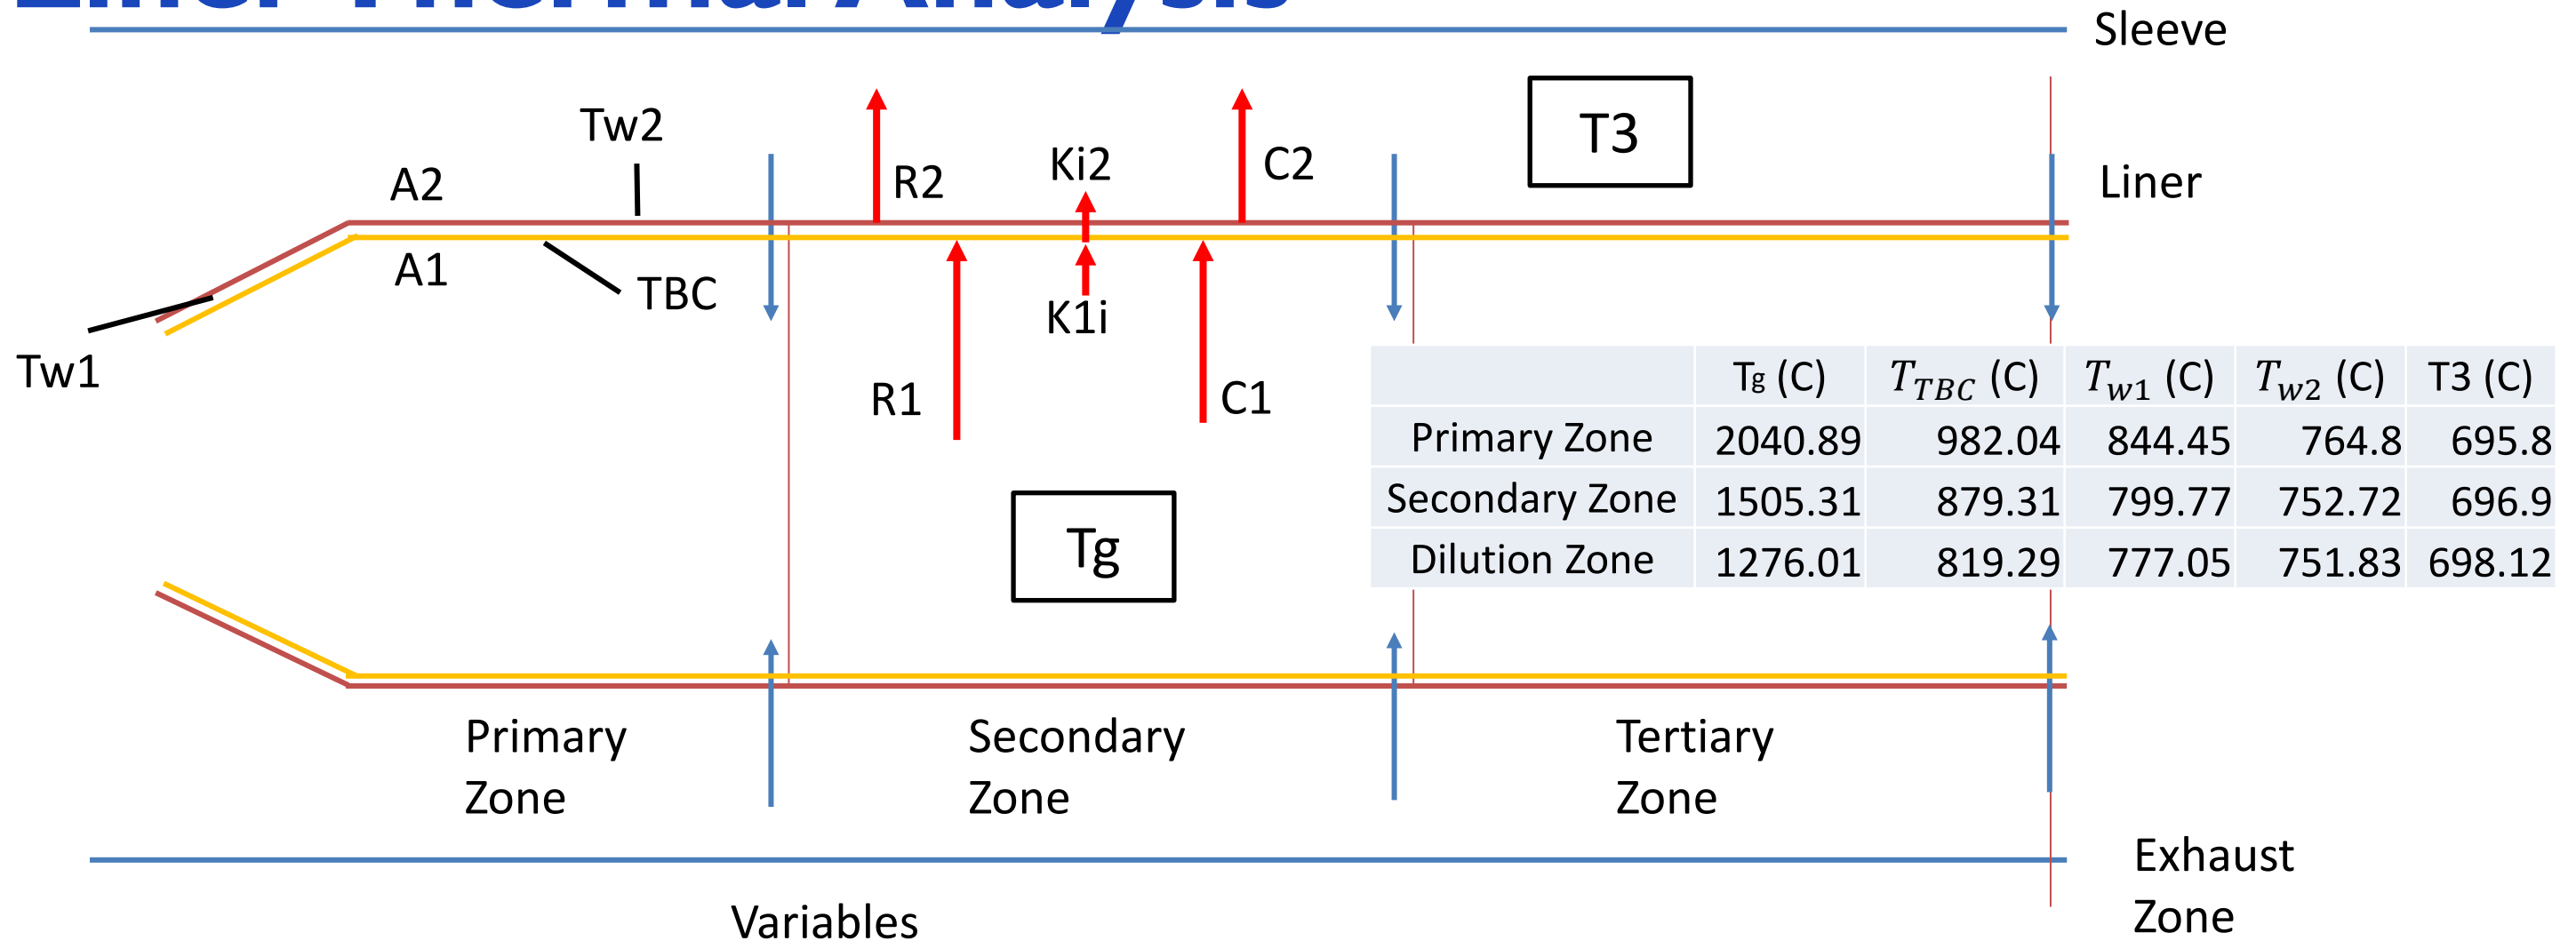 Liner Thermal Analysis
Sleeve
T3
Tw2
Ki2
C2
R2
A2
Liner
A1
TBC
K1i
Tw1
R1
C1
Tg (C) T_TBC (C) T_w1 (C) T_w2 (C) T3 (C)
Primary Zone 2040.89 982.04 844.45 764.8 695.8
Secondary Zone 1505.31 879.31 799.77 752.72 696.9
Dilution Zone 1276.01 819.29 777.05 751.83 698.12
Tg
Primary
Zone
Secondary
Zone
Tertiary
Zone
Exhaust
Zone
Variables